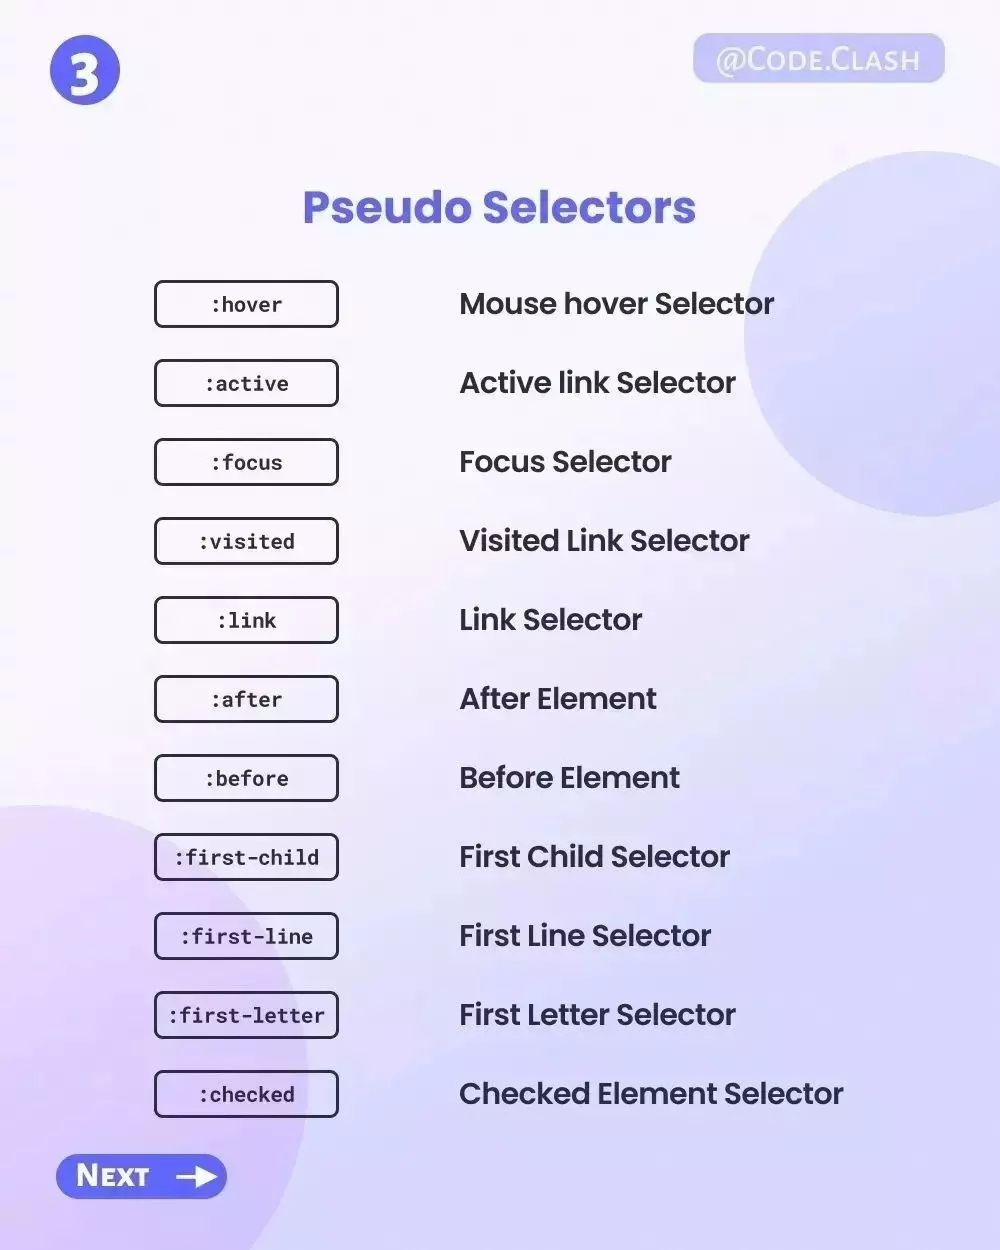 3
@Code.Clash
Pseudo Selectors
:hover Mouse hover Selector
:active Active link Selector
:focus Focus Selector
:visited Visited Link Selector
:link Link Selector
:after After Element
:before Before Element
:first-child First Child Selector
:first-line First Line Selector
:first-letter First Letter Selector
:checked Checked Element Selector
Next →